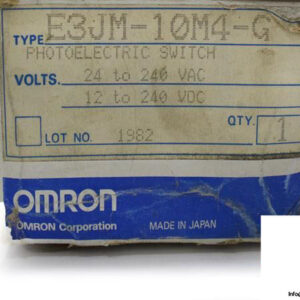 TYPE E3JM-10M4-G
PHOTOELECTRIC SWITCH
VOLTS. 24 to 240 VAC
12 to 240 VDC
QTY.
LOT NO. 1982 1
OMRON
OMRON Corporation MADE IN JAPAN